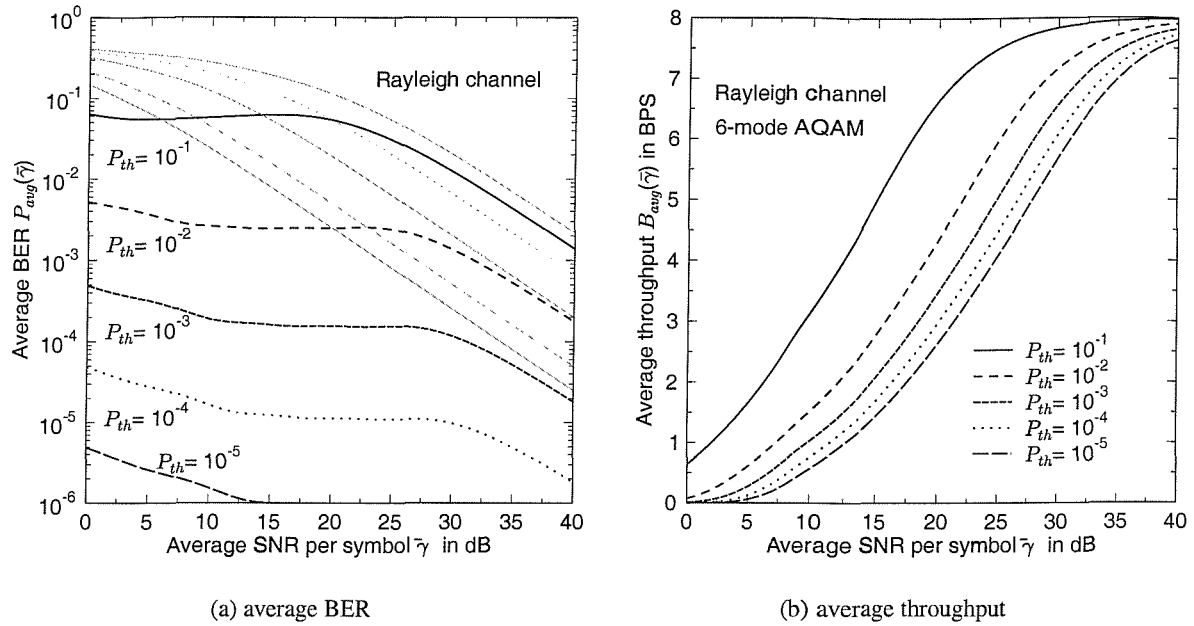 Average BER P_avg(γ̄)
10^0
10^-1
10^-2
10^-3
10^-4
10^-5
10^-6
Rayleigh channel
P_th= 10^-1
P_th= 10^-2
P_th= 10^-3
P_th= 10^-4
P_th= 10^-5
0 5 10 15 20 25 30 35 40
Average SNR per symbol γ̄ in dB
(a) average BER
Average throughput B_avg(γ̄) in BPS
8
7
6
5
4
3
2
1
0
Rayleigh channel
6-mode AQAM
P_th= 10^-1
P_th= 10^-2
P_th= 10^-3
P_th= 10^-4
P_th= 10^-5
0 5 10 15 20 25 30 35 40
Average SNR per symbol γ̄ in dB
(b) average throughput